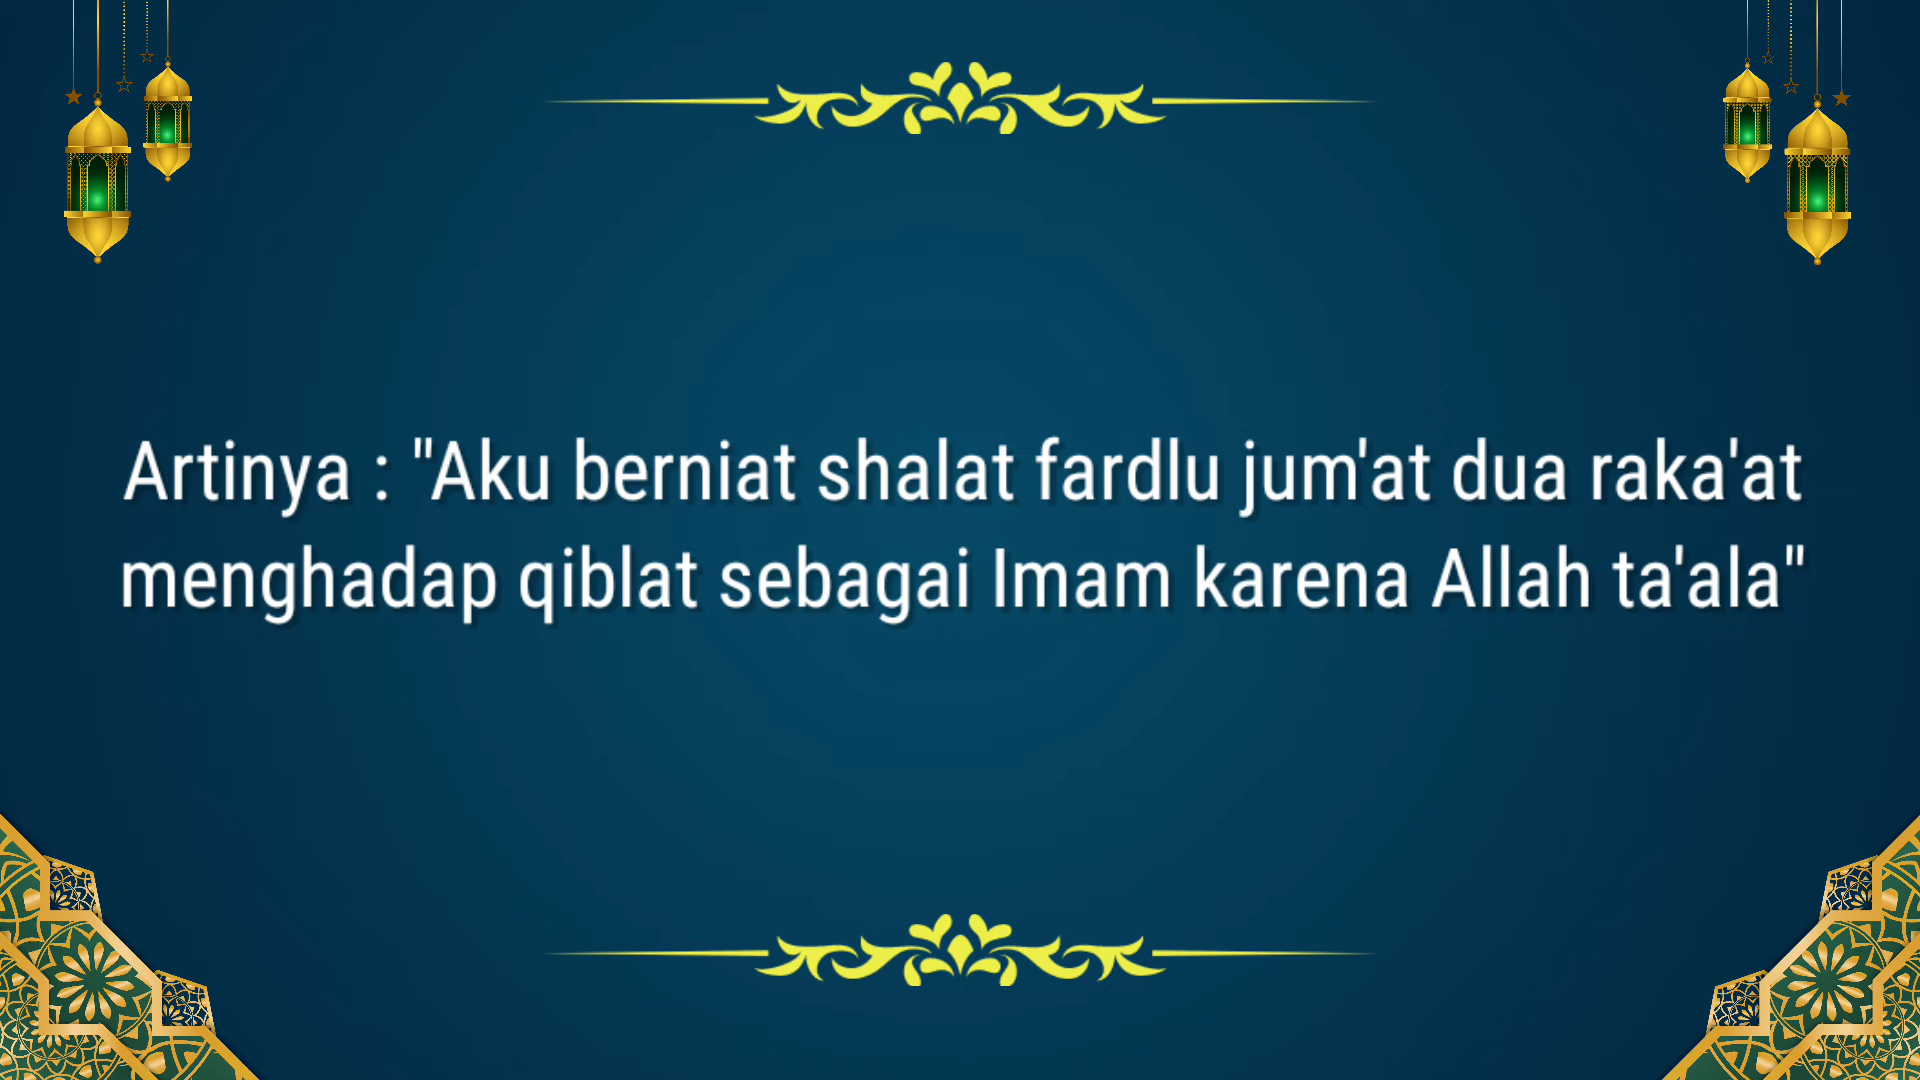 Artinya : "Aku berniat shalat fardlu jum'at dua raka'at
menghadap qiblat sebagai Imam karena Allah ta'ala"